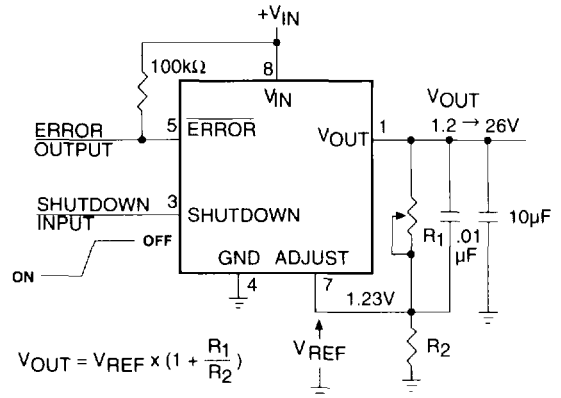 +VIN
100kΩ
8
VIN
ERROR
OUTPUT
5
ERROR
VOUT
1
VOUT
1.2 → 26V
SHUTDOWN
INPUT
3
SHUTDOWN
OFF
ON
GND ADJUST
4
7
1.23V
R1
.01
µF
10µF
VREF
R2
VOUT = VREF x (1 + R1
R2)